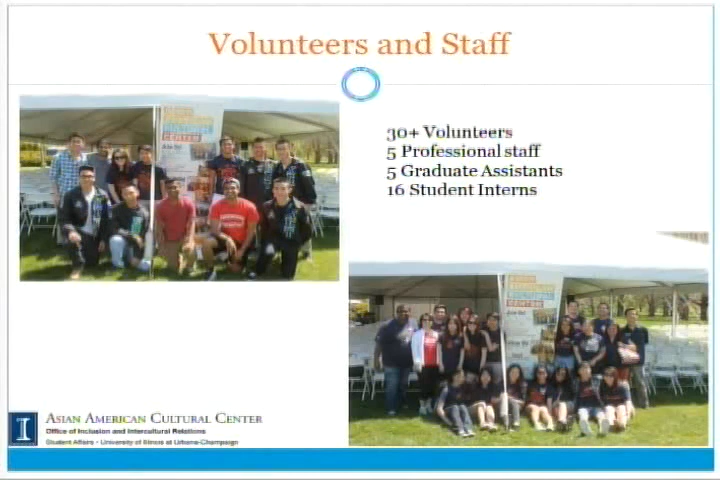 Volunteers and Staff
30+ Volunteers
5 Professional staff
5 Graduate Assistants
16 Student Interns
ASIAN AMERICAN CULTURAL CENTER
Office of Inclusion and Intercultural Relations
Student Affairs • University of Illinois at Urbana-Champaign